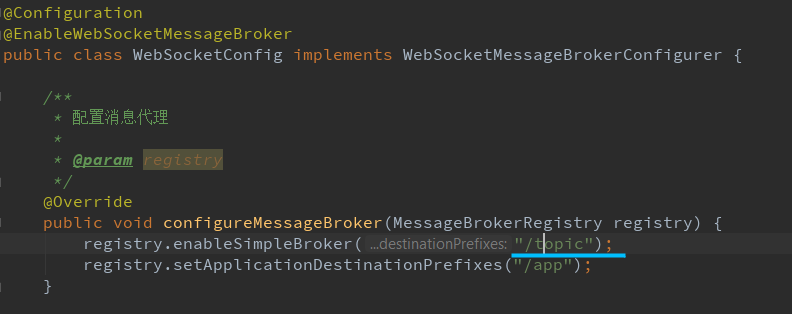 @Configuration
@EnableWebSocketMessageBroker
public class WebSocketConfig implements WebSocketMessageBrokerConfigurer {
/**
* 配置消息代理
*
* @param registry
*/
@Override
public void configureMessageBroker(MessageBrokerRegistry registry) {
registry.enableSimpleBroker( ...destinationPrefixes: "/topic");
registry.setApplicationDestinationPrefixes("/app");
}